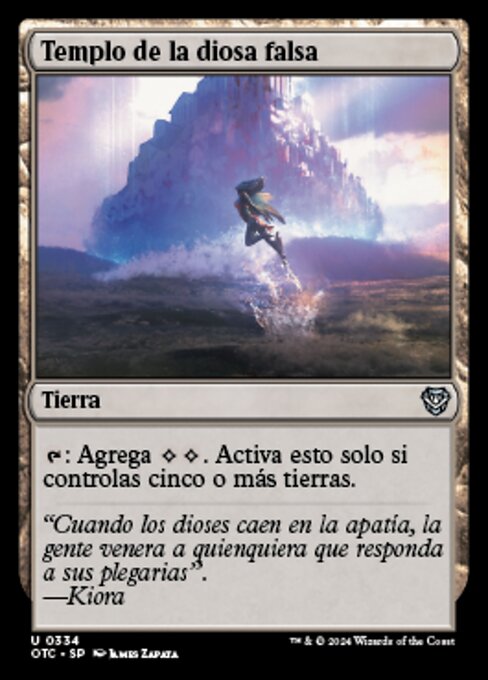 Templo de la diosa falsa
Tierra
: Agrega . Activa esto solo si
controlas cinco o más tierras.
“Cuando los dioses caen en la apatía, la
gente venera a quienquiera que responda
a sus plegarias”.
—Kiora
U 0334
OTC • SP James Zapata
™ & © 2024 Wizards of the Coast